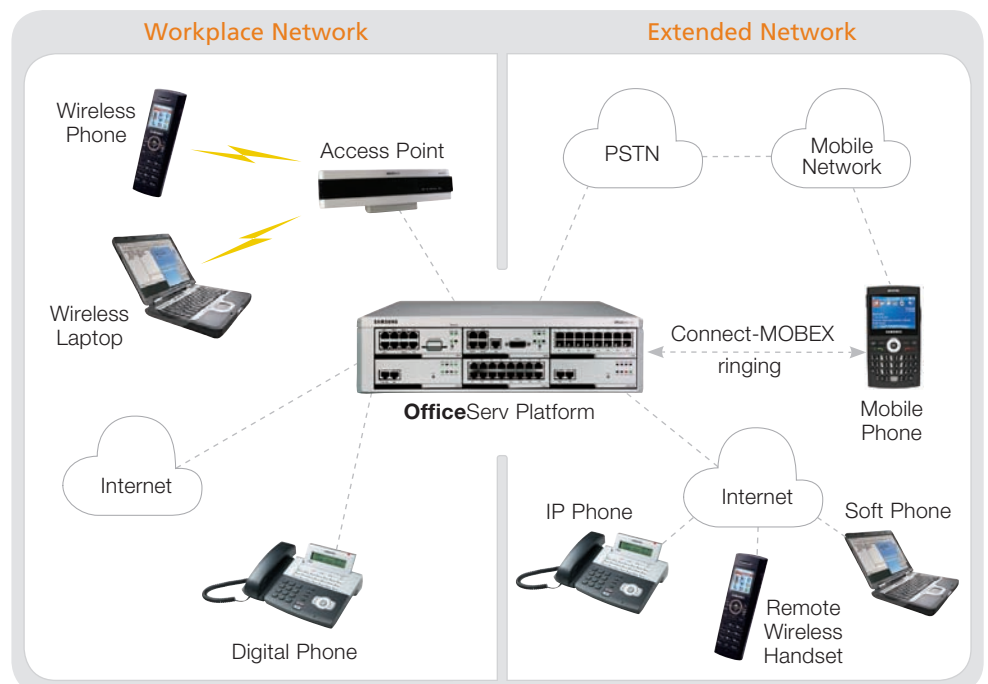 Workplace Network
Extended Network
Wireless
Phone
Access Point
PSTN
Mobile
Network
Wireless
Laptop
SAMSUNG
Connect-MOBEX
ringing
OfficeServ Platform
Mobile
Phone
Internet
Internet
IP Phone
Soft Phone
Digital Phone
Remote
Wireless
Handset